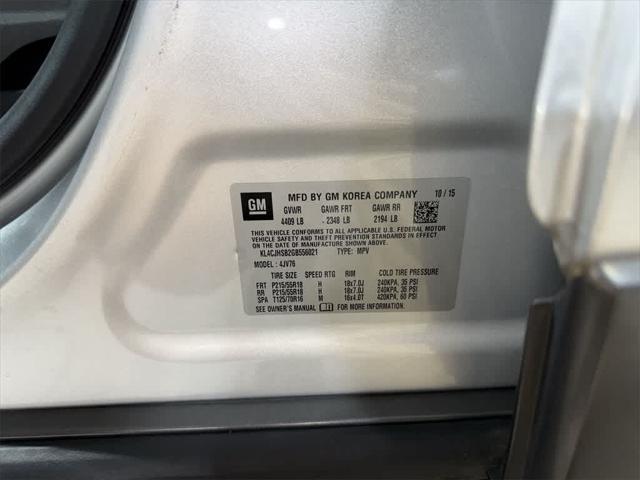 GM MFD BY GM KOREA COMPANY 10/15
GVWR GAWR FRT GAWR RR
4409 LB - 2348 LB 2194 LB
THIS VEHICLE CONFORMS TO ALL APPLICABLE U.S. FEDERAL MOTOR
VEHICLE SAFETY AND THEFT PREVENTION STANDARDS IN
EFFECT ON THE DATE OF MANUFACTURE SHOWN ABOVE.
KL4CJHSB2GB556021 TYPE: MPV
MODEL: 4JV76
TIRE SIZE SPEED RTG RIM COLD TIRE PRESSURE
FRT P215/55R18 H 18x7.0J 240KPA, 35 PSI
RR P215/55R18 H 18x7.0J 240KPA, 35 PSI
SPA T125/70R16 M 16x4.0T 420KPA, 60 PSI
SEE OWNER'S MANUAL FOR MORE INFORMATION.